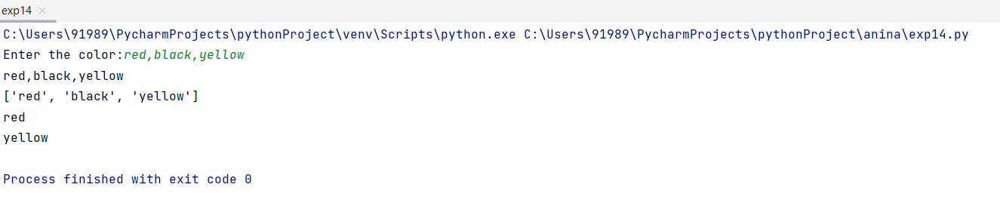 exp14
C:\Users\91989\PycharmProjects\pythonProject\venv\Scripts\python.exe C:\Users\91989\PycharmProjects\pythonProject\anina\exp14.py
Enter the color:red,black,yellow
red,black,yellow
['red', 'black', 'yellow']
red
yellow
Process finished with exit code 0